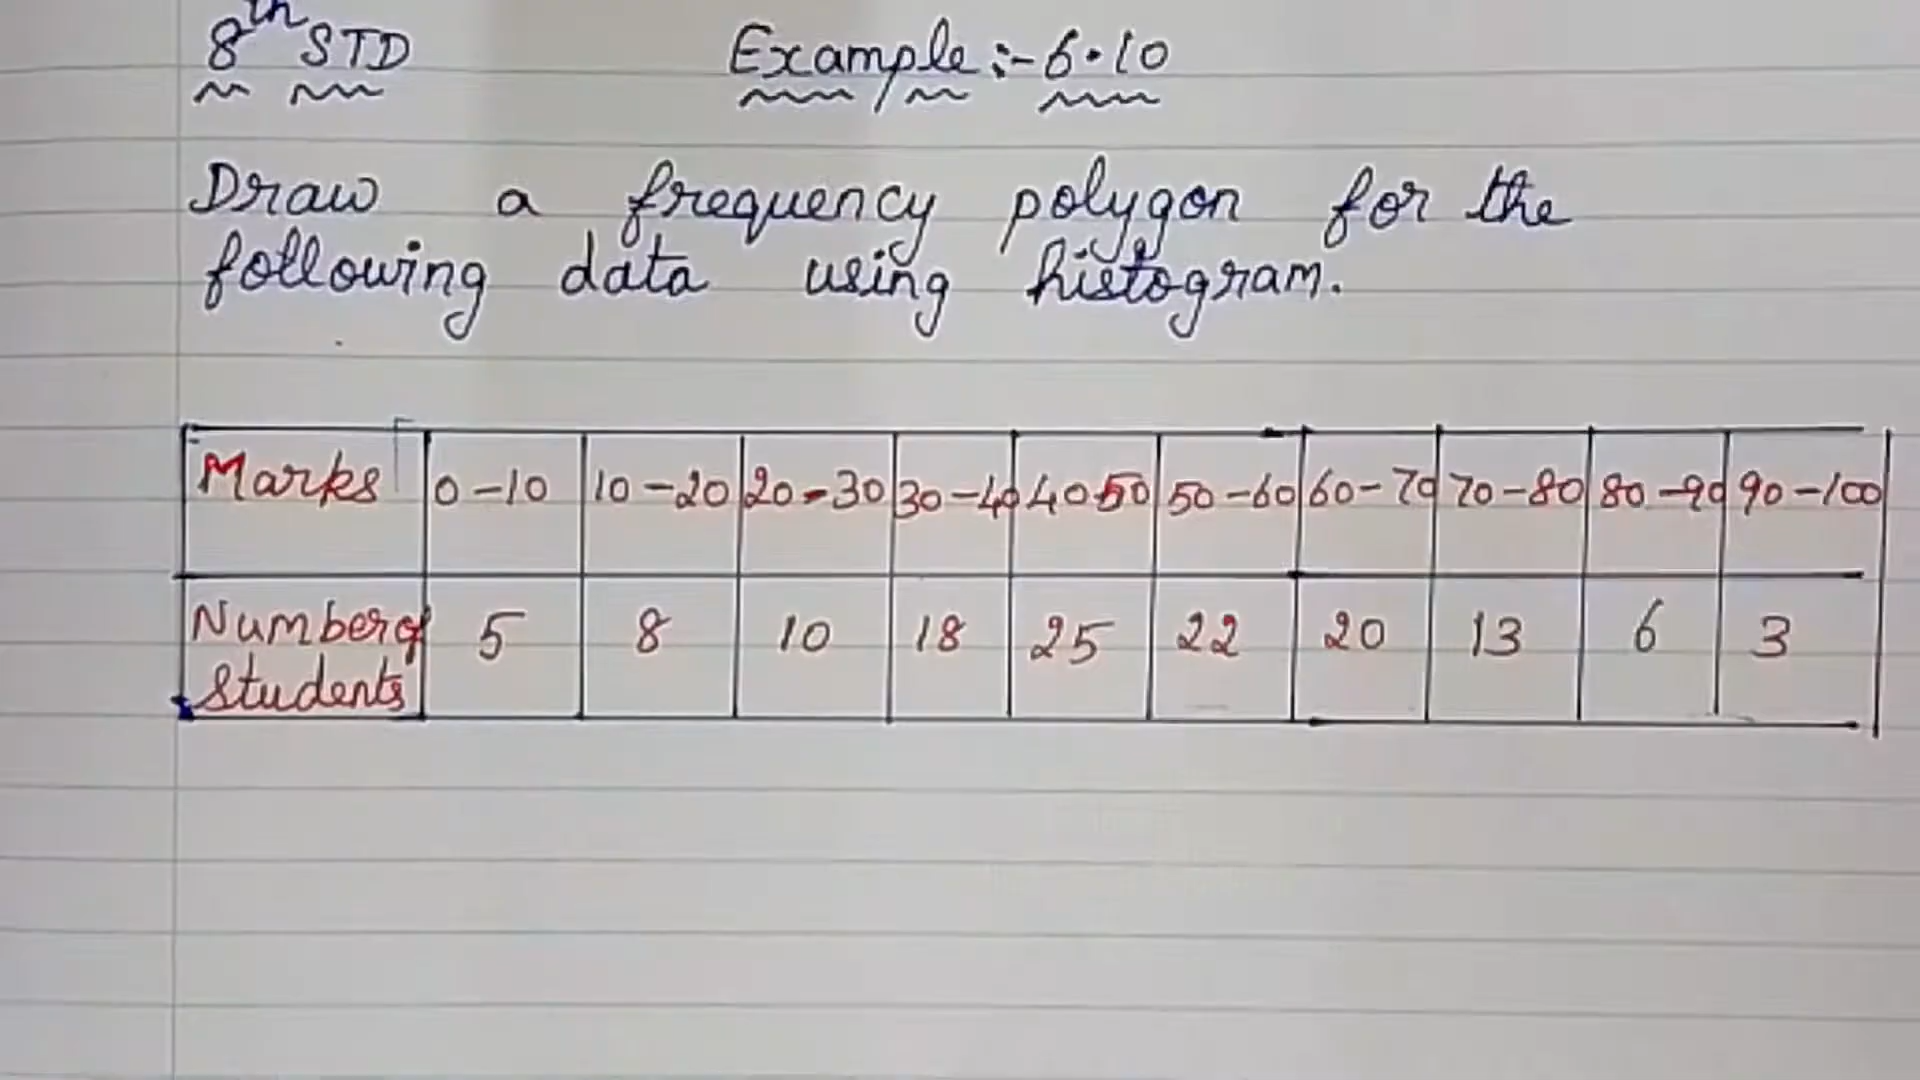 8th STD Example :- 6.10
Draw a frequency polygon for the
following data using histogram.
Marks 0-10 10-20 20-30 30-40 40-50 50-60 60-70 70-80 80-90 90-100
Number of 5 8 10 18 25 22 20 13 6 3
students